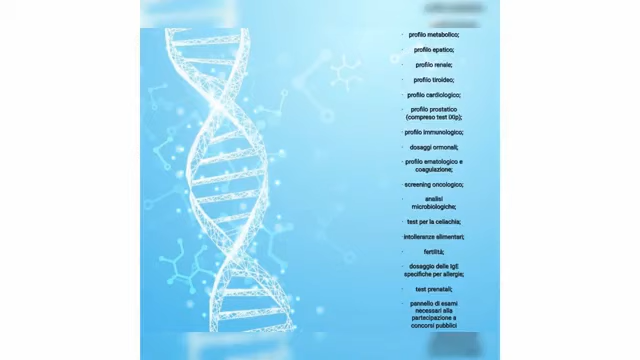 · profilo metabolico;
· profilo epatico;
· profilo renale;
· profilo tiroideo;
· profilo cardiologico;
· profilo prostatico
(compreso test IXIp);
· profilo immunologico;
· dosaggi ormonali;
· profilo ematologico e
coagulazione;
· screening oncologico;
· analisi
microbiologiche;
· test per la celiachia;
· intolleranze alimentari;
· fertilità;
· dosaggio delle IgE
specifiche per allergie;
· test prenatali;
· pannello di esami
necessari alla
partecipazione a
concorsi pubblici